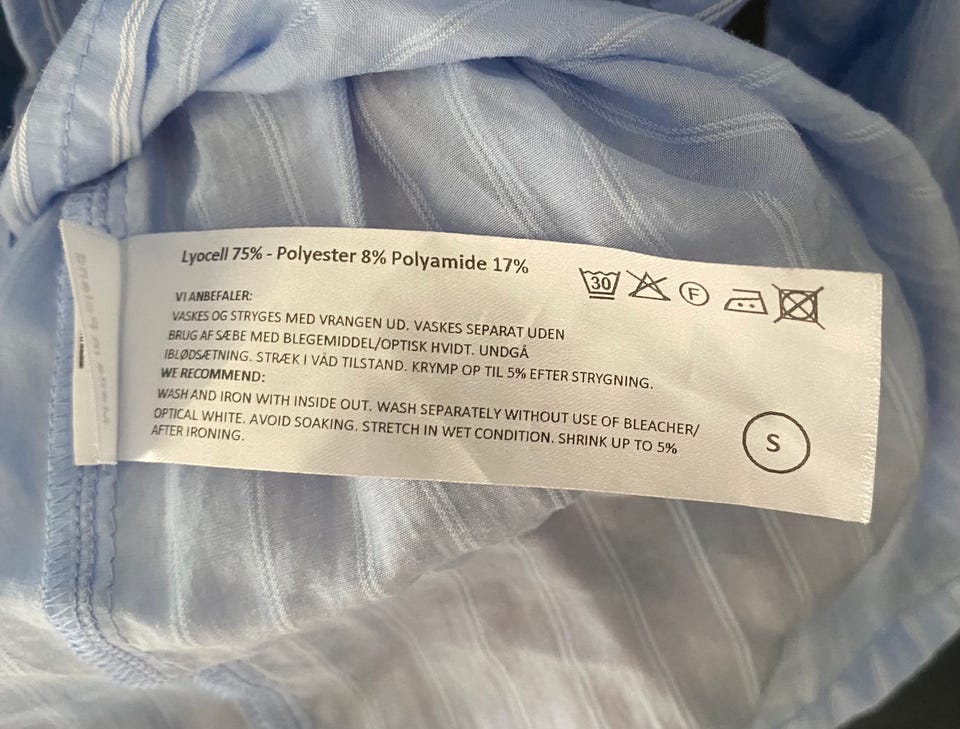 Lyocell 75% - Polyester 8% Polyamide 17%
30
F
VI ANBEFALER:
VASKES OG STRYGES MED VRANGEN UD. VASKES SEPARAT UDEN
BRUG AF SÆBE MED BLEGEMIDDEL/OPTISK HVIDT. UNDGÅ
IBLØDSÆTNING. STRÆK I VÅD TILSTAND. KRYMP OP TIL 5% EFTER STRYGNING.
WE RECOMMEND:
WASH AND IRON WITH INSIDE OUT. WASH SEPARATELY WITHOUT USE OF BLEACHER/
OPTICAL WHITE. AVOID SOAKING. STRETCH IN WET CONDITION. SHRINK UP TO 5%
AFTER IRONING.
S